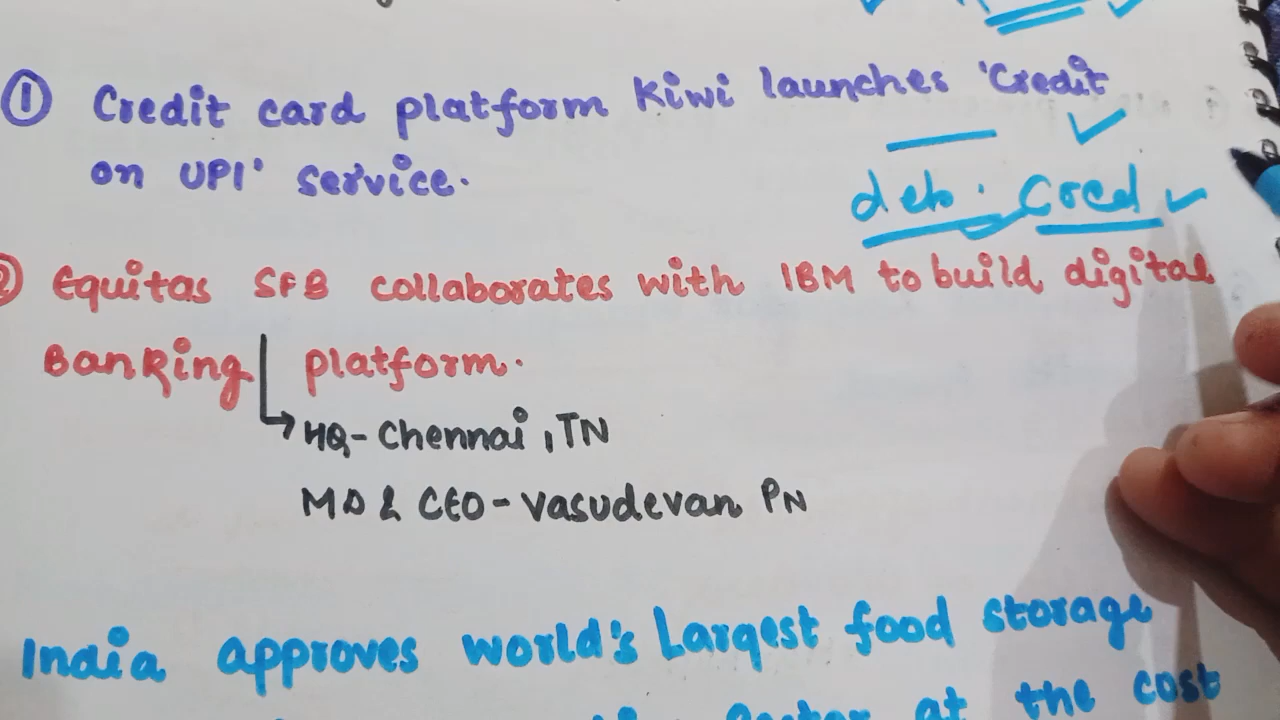 ① Credit card platform Kiwi launches 'Credit
on UPI' service.
deb. Cred
② Equitas SFB collaborates with IBM to build digital
Banking platform.
HQ- Chennai, TN
MD & CEO - Vasudevan PN
India approves world's Largest food storage
at the cost